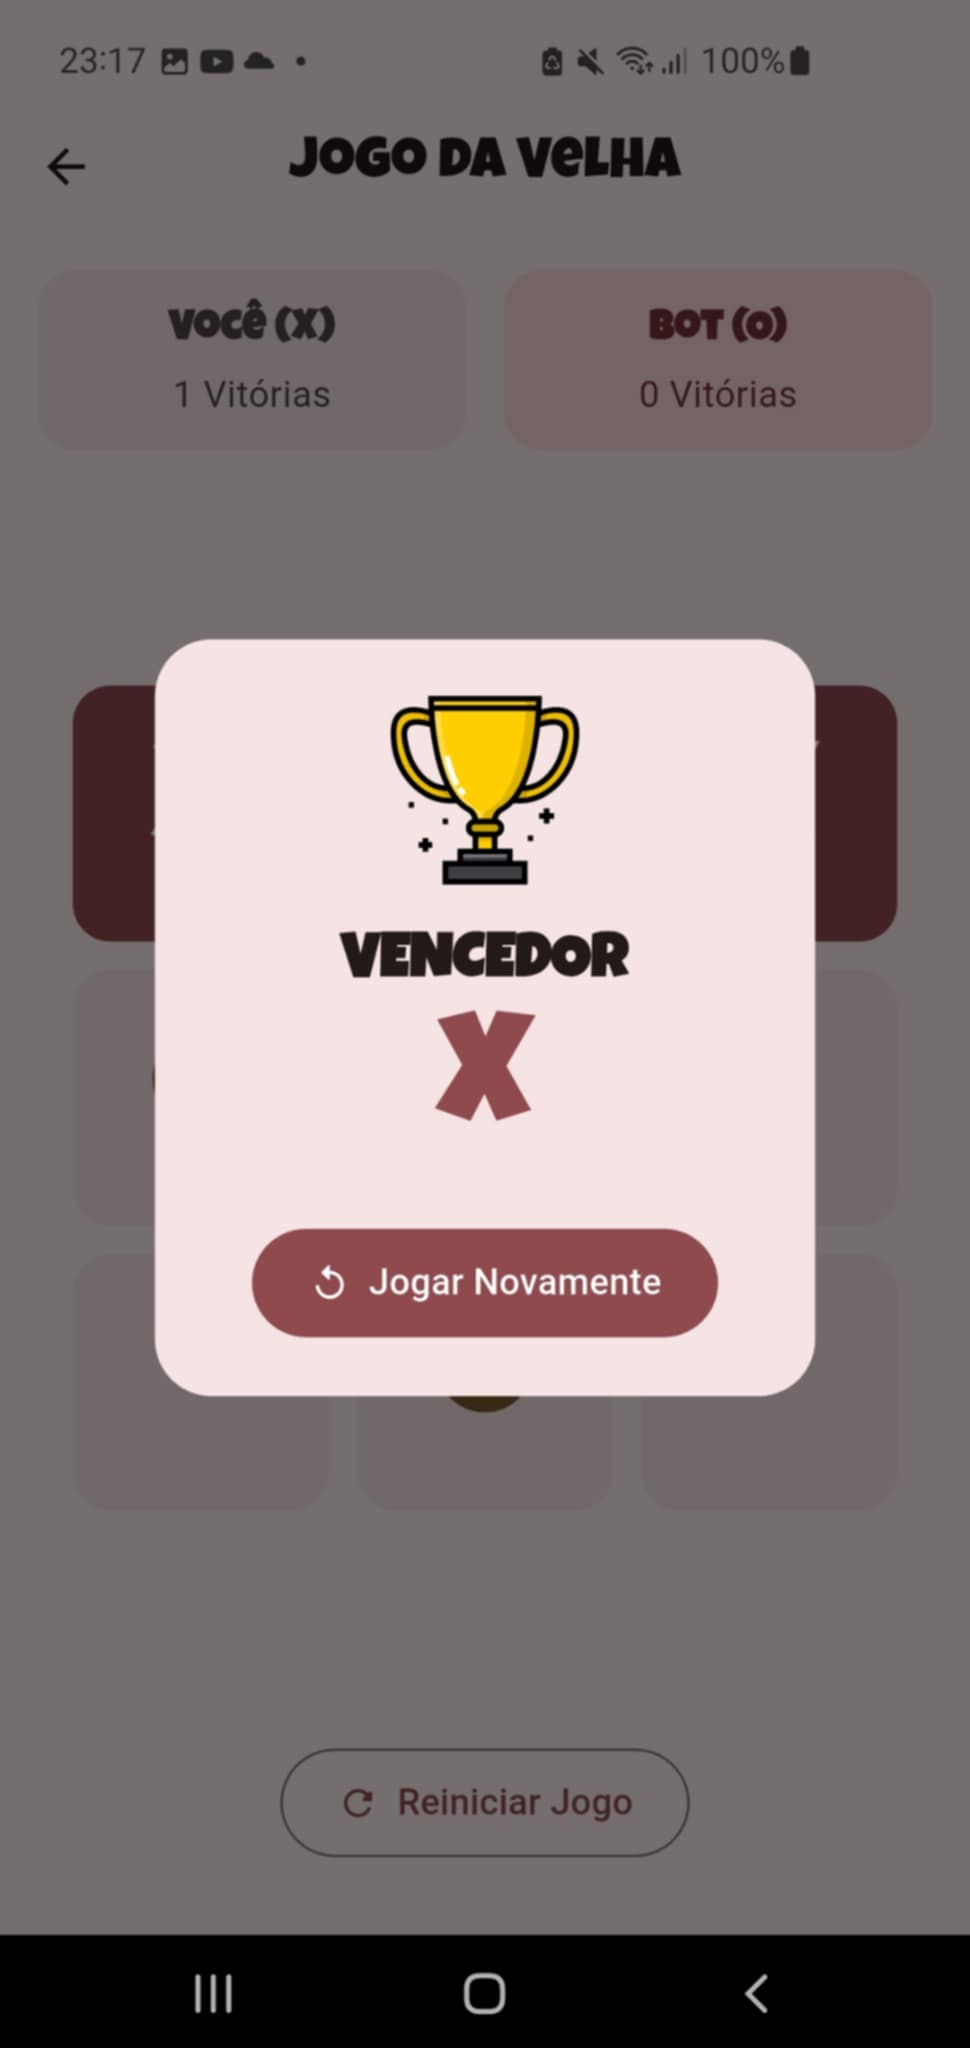 23:17
100%
JOGO DA VELHA
VOCÊ (X)
BOT (O)
1 Vitórias
0 Vitórias
VENCEDOR
X
Jogar Novamente
Reiniciar Jogo